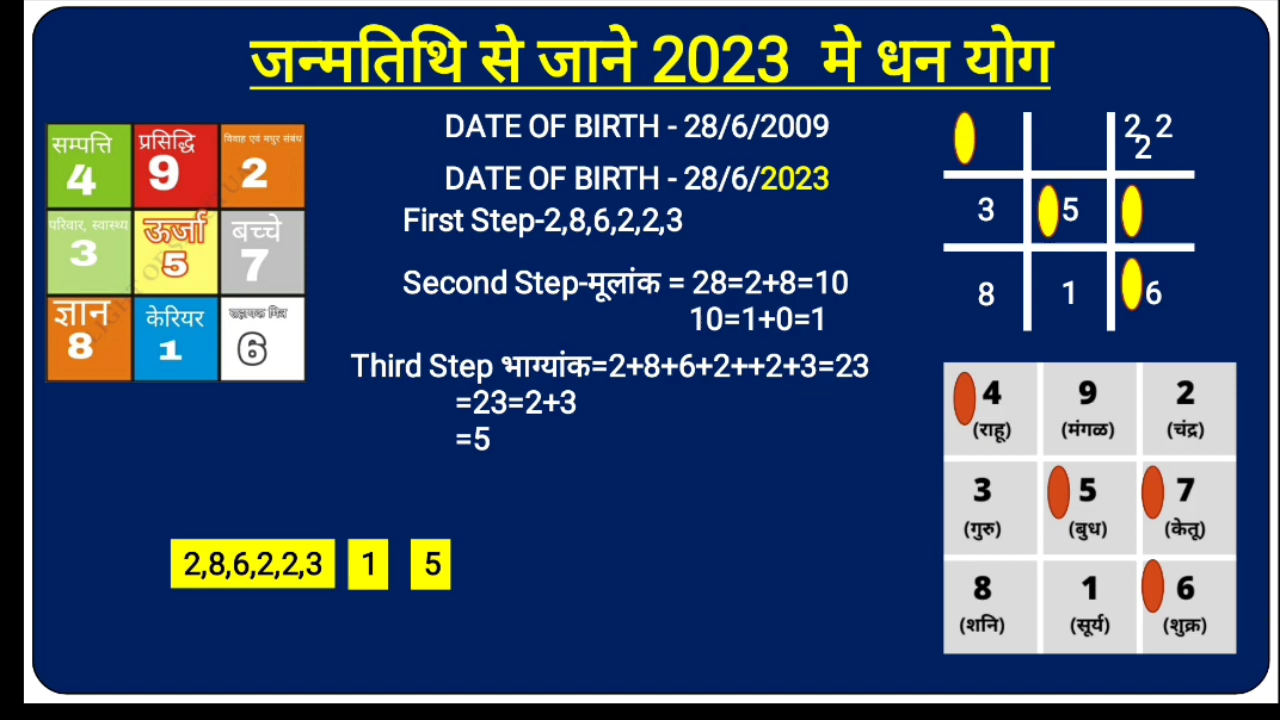 जन्मतिथि से जाने 2023 मे धन योग
सम्पत्ति
4
प्रसिद्धि
9
विवाह एवं मधुर संबंध
2
परिवार, स्वास्थ्य
3
ऊर्जा
5
बच्चे
7
ज्ञान
8
केरियर
1
6
DATE OF BIRTH - 28/6/2009
DATE OF BIRTH - 28/6/2023
First Step-2,8,6,2,2,3
Second Step-मूलांक = 28=2+8=10
10=1+0=1
Third Step भाग्यांक=2+8+6+2++2+3=23
=23=2+3
=5
2,8,6,2,2,3 1 5
2 2
2
3 5
8 1 6
4 9 2
(राहू) (मंगळ) (चंद्र)
3 5 7
(गुरु) (बुध) (केतू)
8 1 6
(शनि) (सूर्य) (शुक्र)